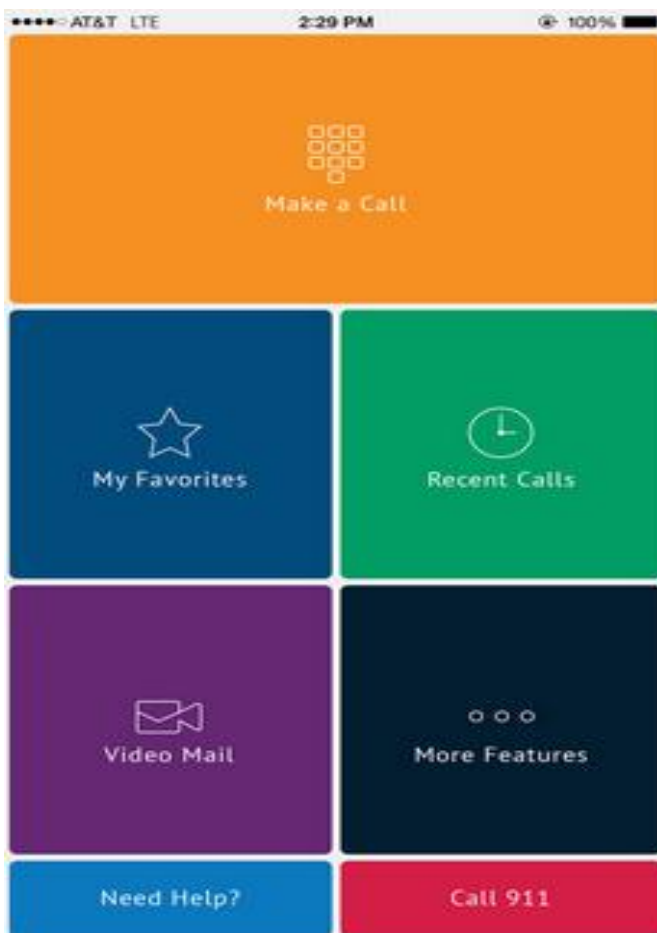 AT&T LTE 2:29 PM 100%
Make a Call
My Favorites Recent Calls
Video Mail More Features
Need Help? Call 911